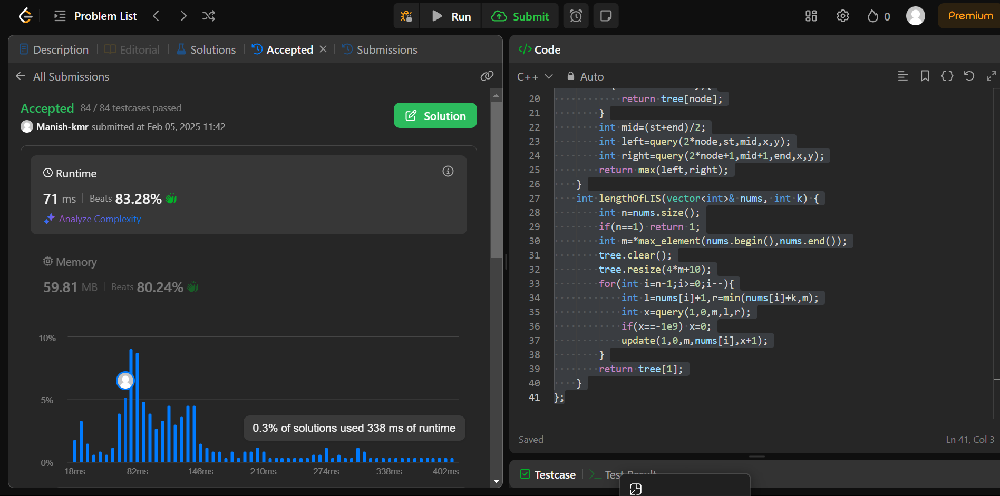 Problem List
Run
Submit
0
Premium
Description
Editorial
Solutions
Accepted
Submissions
All Submissions
Accepted 84 / 84 testcases passed
Manish-kmr submitted at Feb 05, 2025 11:42
Solution
Runtime
71 ms | Beats 83.28%
Analyze Complexity
Memory
59.81 MB | Beats 80.24%
10%
5%
0%
0.3% of solutions used 338 ms of runtime
18ms 82ms 146ms 210ms 274ms 338ms 402ms
</> Code
C++ Auto
20 return tree[node];
21 }
22 int mid=(st+end)/2;
23 int left=query(2*node,st,mid,x,y);
24 int right=query(2*node+1,mid+1,end,x,y);
25 return max(left,right);
26 }
27 int lengthOfLIS(vector<int>& nums, int k) {
28 int n=nums.size();
29 if(n==1) return 1;
30 int m=*max_element(nums.begin(),nums.end());
31 tree.clear();
32 tree.resize(4*m+10);
33 for(int i=n-1;i>=0;i--){
34 int l=nums[i]+1,r=min(nums[i]+k,m);
35 int x=query(1,0,m,l,r);
36 if(x==-1e9) x=0;
37 update(1,0,m,nums[i],x+1);
38 }
39 return tree[1];
40 }
41 };
Saved
Ln 41, Col 3
Testcase
Test Result